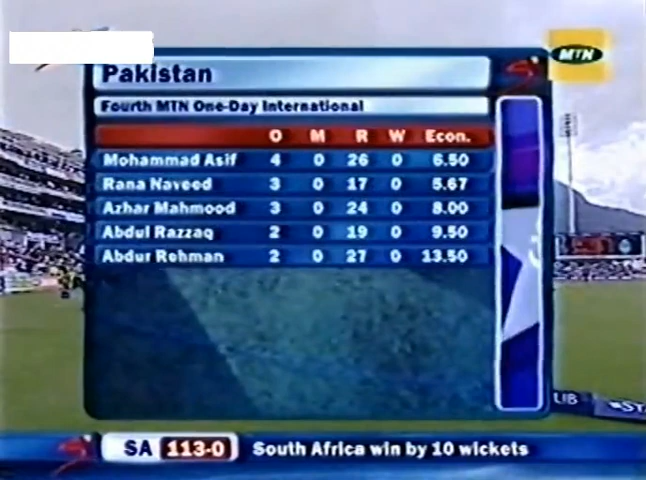 MTN
Pakistan
Fourth MTN One-Day International
O M R W Econ.
Mohammad Asif 4 0 26 0 6.50
Rana Naveed 3 0 17 0 5.67
Azhar Mahmood 3 0 24 0 8.00
Abdul Razzaq 2 0 19 0 9.50
Abdur Rehman 2 0 27 0 13.50
LIB
SA 113-0 South Africa win by 10 wickets